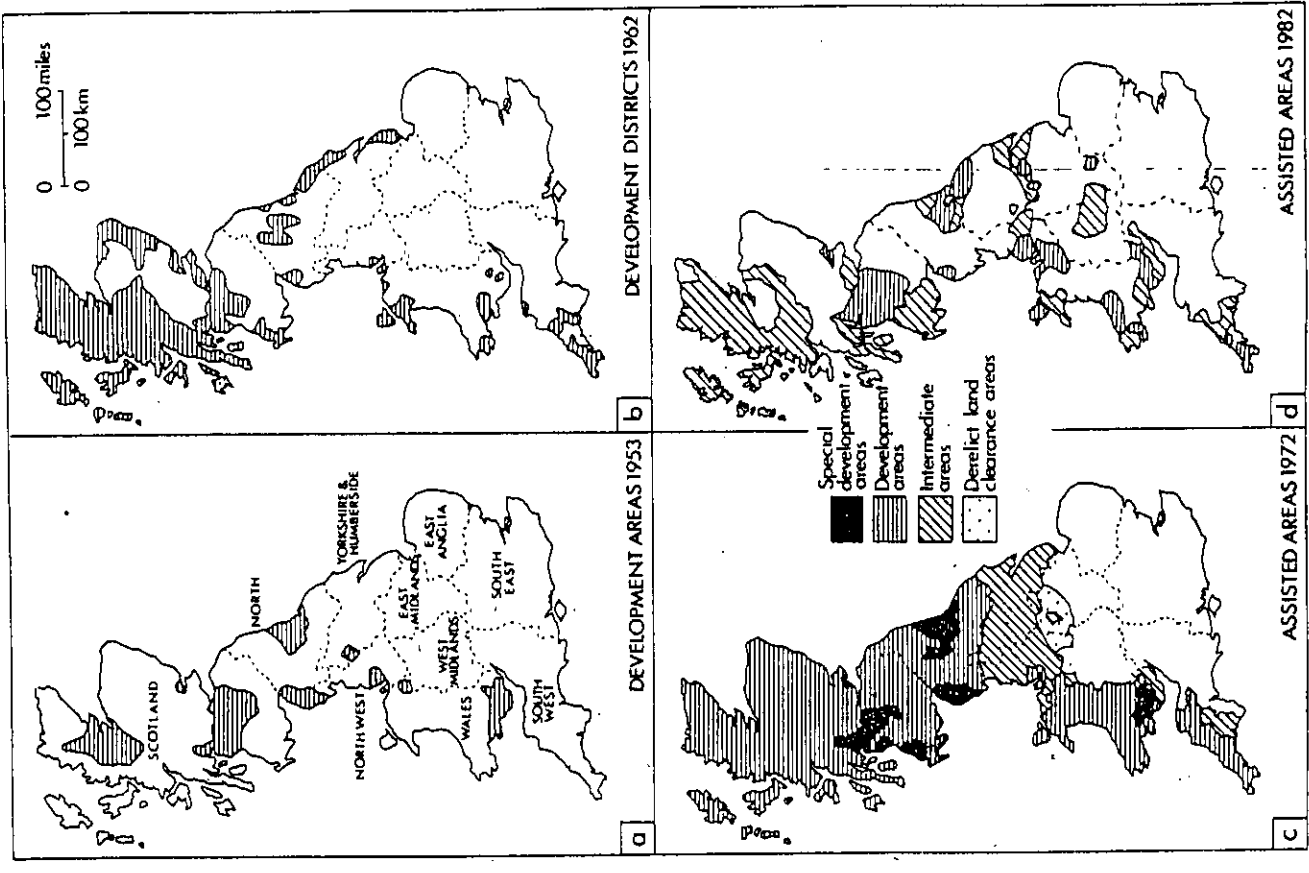 a
SCOTLAND
NORTH
NORTH WEST
YORKSHIRE &
HUMBERSIDE
EAST
MIDLANDS
WEST
MIDLANDS
EAST
ANGLIA
WALES
SOUTH
EAST
SOUTH
WEST
DEVELOPMENT AREAS 1953
b
0 100 miles
0 100 km
DEVELOPMENT DISTRICTS 1962
c
ASSISTED AREAS 1972
Special
development
areas
Development
areas
Intermediate
areas
Derelict land
clearance areas
d
ASSISTED AREAS 1982